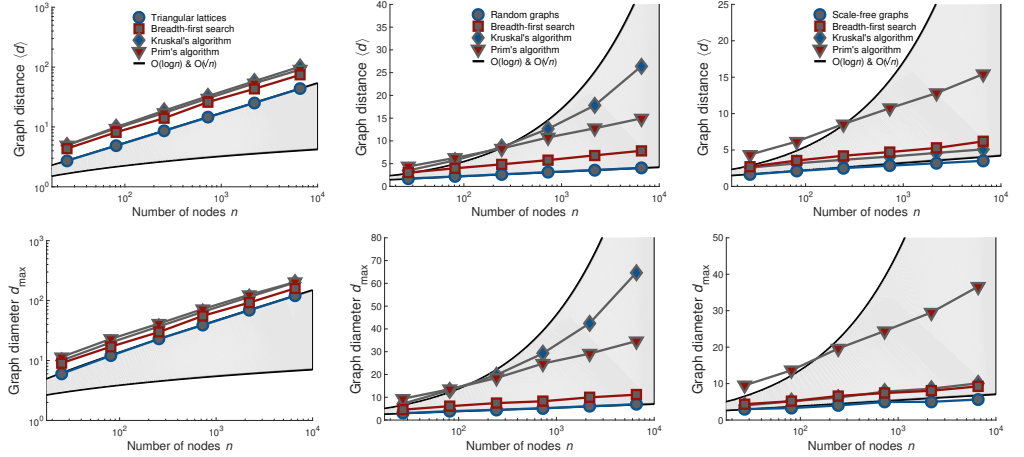 Triangular lattices
Breadth-first search
Kruskal's algorithm
Prim's algorithm
O(logn) & O(√n)
Graph distance ⟨d⟩
10³
10²
10¹
10⁰
10² 10³ 10⁴
Number of nodes n
Random graphs
Breadth-first search
Kruskal's algorithm
Prim's algorithm
O(logn) & O(√n)
Graph distance ⟨d⟩
40
35
30
25
20
15
10
5
0
10² 10³ 10⁴
Number of nodes n
Scale-free graphs
Breadth-first search
Kruskal's algorithm
Prim's algorithm
O(logn) & O(√n)
Graph distance ⟨d⟩
25
20
15
10
5
0
10² 10³ 10⁴
Number of nodes n
Graph diameter d_max
10³
10²
10¹
10⁰
10² 10³ 10⁴
Number of nodes n
Graph diameter d_max
80
70
60
50
40
30
20
10
0
10² 10³ 10⁴
Number of nodes n
Graph diameter d_max
50
40
30
20
10
0
10² 10³ 10⁴
Number of nodes n